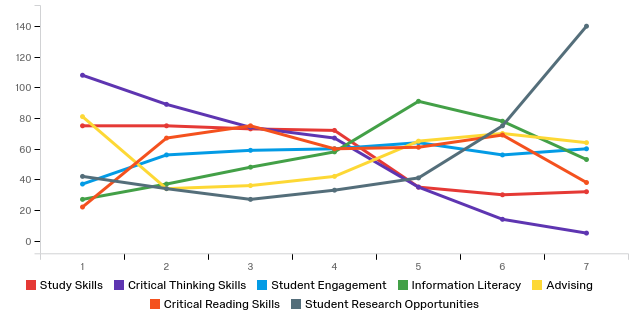 140
120
100
80
60
40
20
0
1 2 3 4 5 6 7
Study Skills Critical Thinking Skills Student Engagement Information Literacy Advising
Critical Reading Skills Student Research Opportunities